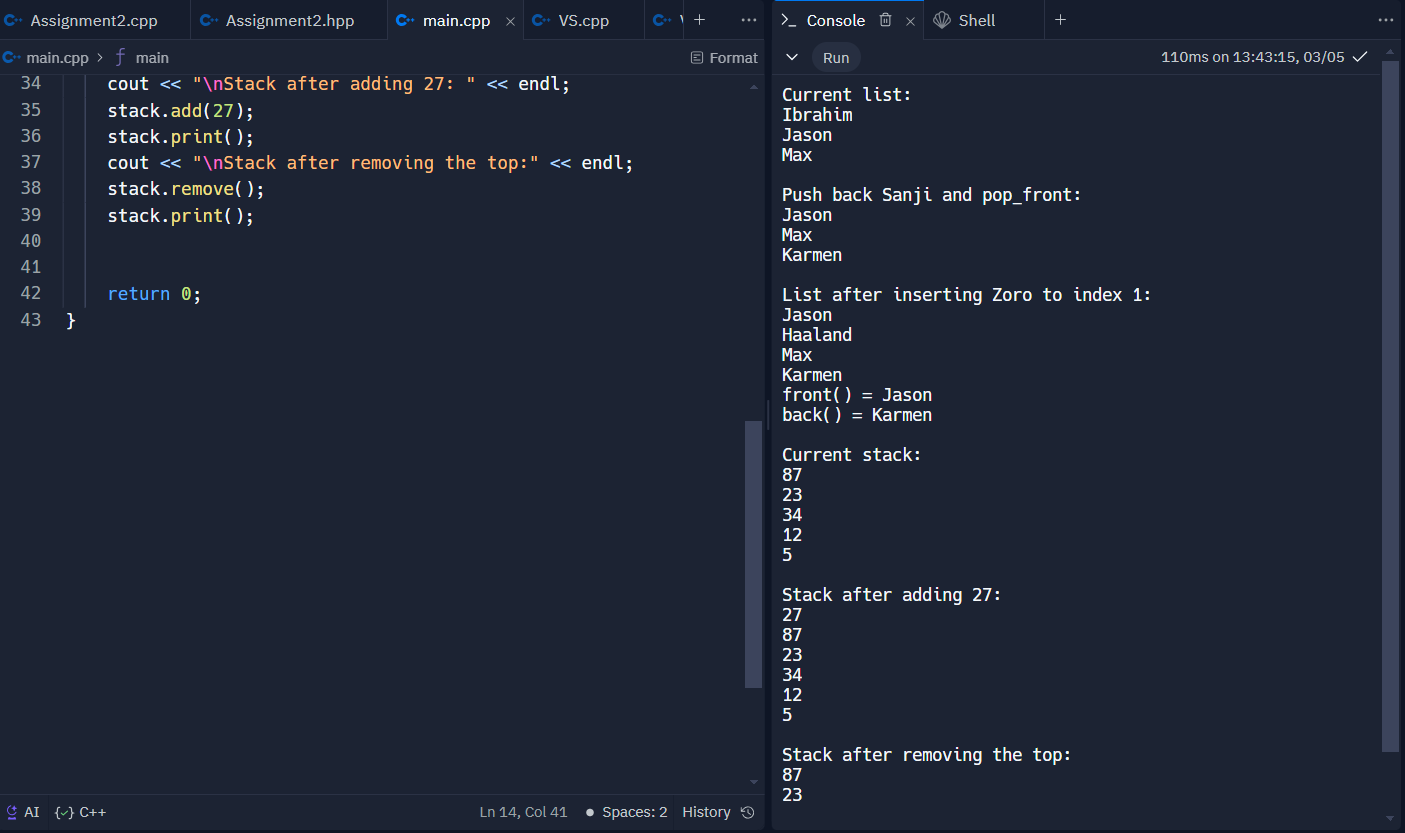 Assignment2.cpp Assignment2.hpp main.cpp VS.cpp
main.cpp > main Format
34 cout << "\nStack after adding 27: " << endl;
35 stack.add(27);
36 stack.print();
37 cout << "\nStack after removing the top:" << endl;
38 stack.remove();
39 stack.print();
40
41
42 return 0;
43 }
AI {✓} C++ Ln 14, Col 41 ● Spaces: 2 History
Console Shell
Run 110ms on 13:43:15, 03/05
Current list:
Ibrahim
Jason
Max
Push back Sanji and pop_front:
Jason
Max
Karmen
List after inserting Zoro to index 1:
Jason
Haaland
Max
Karmen
front() = Jason
back() = Karmen
Current stack:
87
23
34
12
5
Stack after adding 27:
27
87
23
34
12
5
Stack after removing the top:
87
23